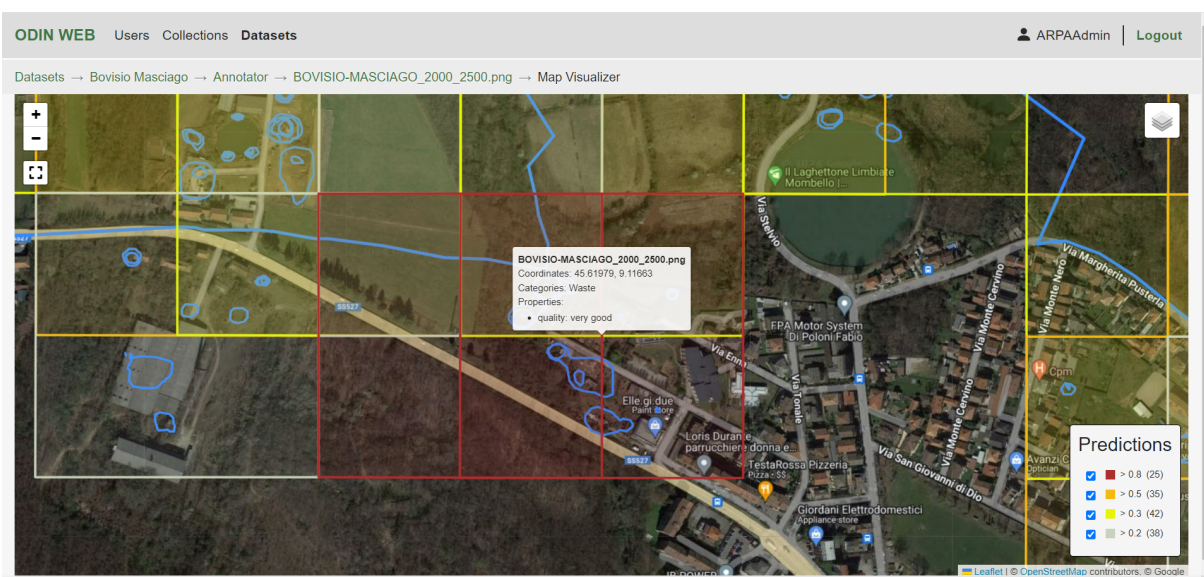 ODIN WEB Users Collections Datasets ARPAAdmin Logout
Datasets → Bovisio Masciago → Annotator → BOVISIO-MASCIAGO_2000_2500.png → Map Visualizer
+
-
Il Laghettone Limbiate
Mombello |...
Via Stelvio
SS27
BOVISIO-MASCIAGO_2000_2500.png
Coordinates: 45.61979, 9.11663
Categories: Waste
Properties:
• quality: very good
Via Margherita Pusterla
Via Monte Nero
Via Monte Cervino
SS527
FPA Motor System
Di Poloni Fabio
Via Enna
Via Tonale
Cpm
Via Monte Cervino
Elle.gi.due
Paint store
Loris Durante
parrucchiere donna e...
SS527
TestaRossa Pizzeria
Pizza · $$
Via San Giovanni di Dio
Avanzi
Optician
Giordani Elettrodomestici
Appliance store
Predictions
> 0.8 (25)
> 0.5 (35)
> 0.3 (42)
> 0.2 (38)
Leaflet | © OpenStreetMap contributors, © Google